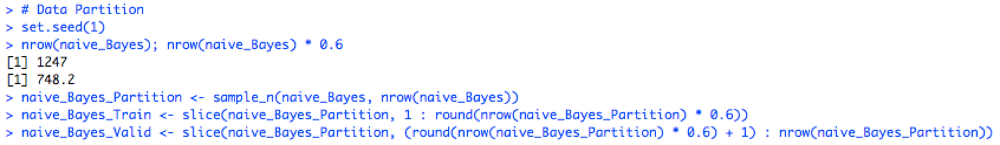 > # Data Partition
> set.seed(1)
> nrow(naive_Bayes); nrow(naive_Bayes) * 0.6
[1] 1247
[1] 748.2
> naive_Bayes_Partition <- sample_n(naive_Bayes, nrow(naive_Bayes))
> naive_Bayes_Train <- slice(naive_Bayes_Partition, 1 : round(nrow(naive_Bayes_Partition) * 0.6))
> naive_Bayes_Valid <- slice(naive_Bayes_Partition, (round(nrow(naive_Bayes_Partition) * 0.6) + 1) : nrow(naive_Bayes_Partition))